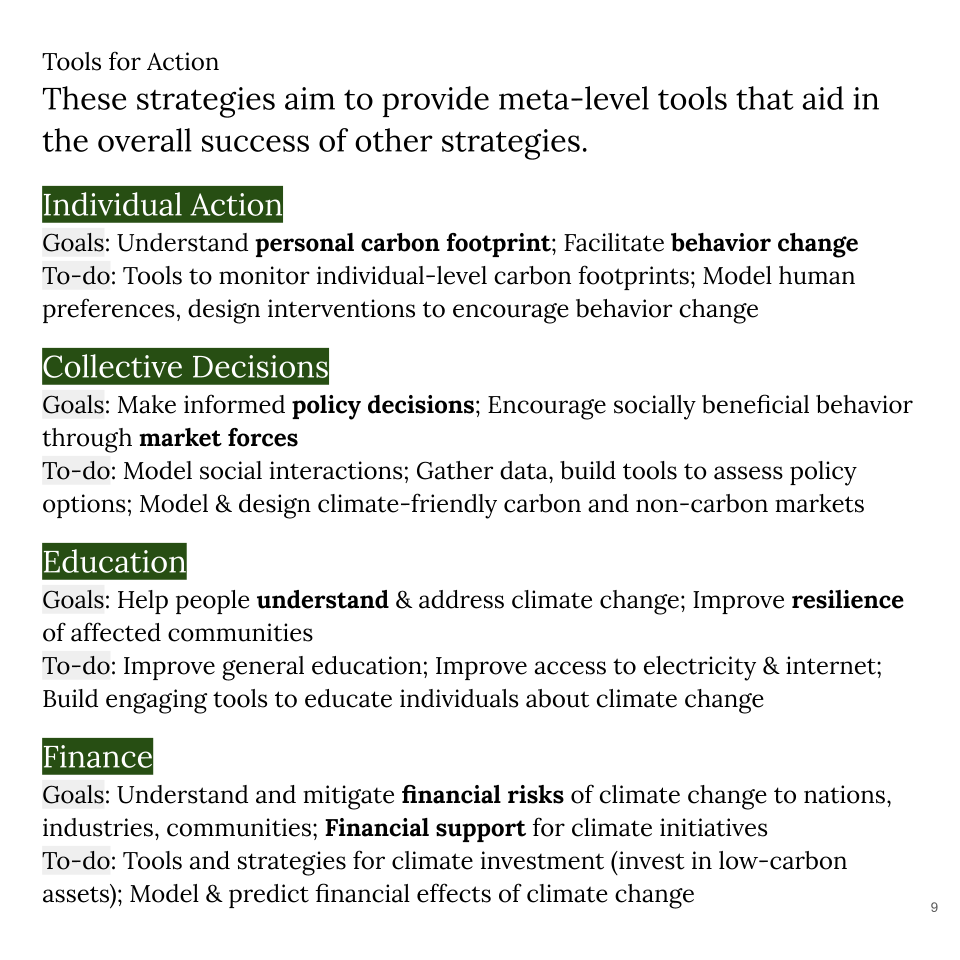 Tools for Action
These strategies aim to provide meta-level tools that aid in
the overall success of other strategies.
Individual Action
Goals: Understand personal carbon footprint; Facilitate behavior change
To-do: Tools to monitor individual-level carbon footprints; Model human
preferences, design interventions to encourage behavior change
Collective Decisions
Goals: Make informed policy decisions; Encourage socially beneficial behavior
through market forces
To-do: Model social interactions; Gather data, build tools to assess policy
options; Model & design climate-friendly carbon and non-carbon markets
Education
Goals: Help people understand & address climate change; Improve resilience
of affected communities
To-do: Improve general education; Improve access to electricity & internet;
Build engaging tools to educate individuals about climate change
Finance
Goals: Understand and mitigate financial risks of climate change to nations,
industries, communities; Financial support for climate initiatives
To-do: Tools and strategies for climate investment (invest in low-carbon
assets); Model & predict financial effects of climate change
9